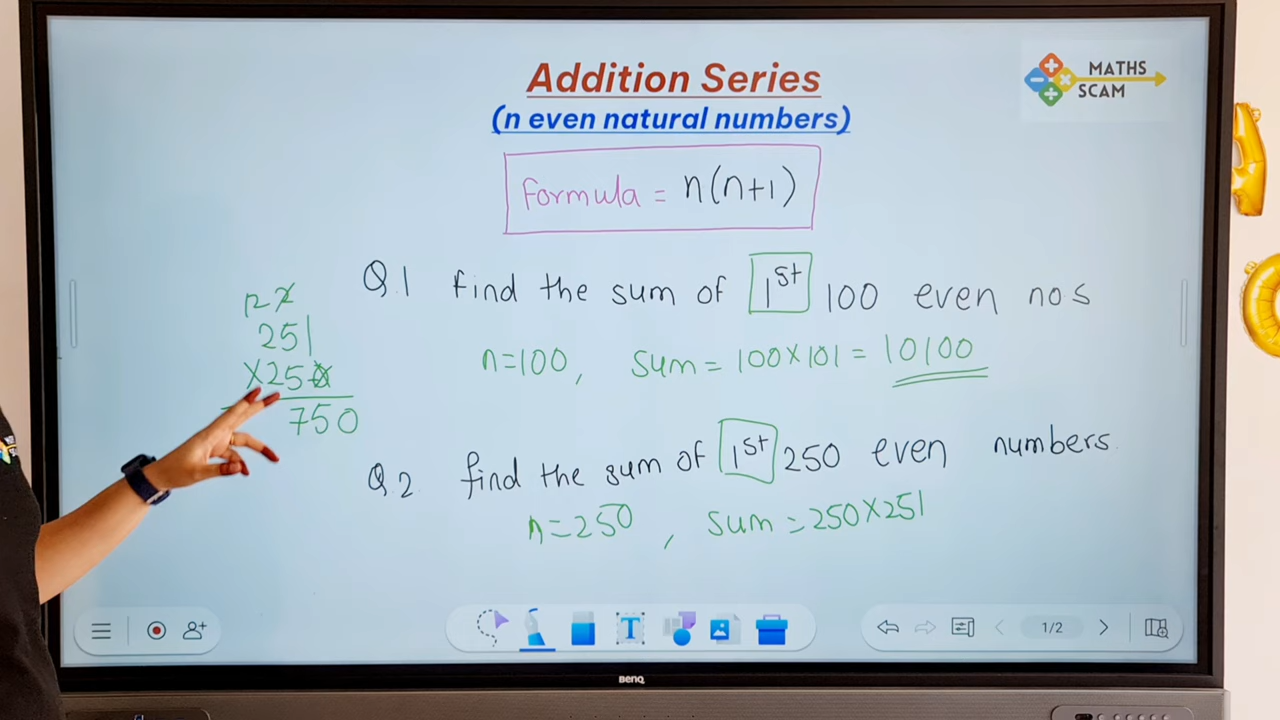 Addition Series
(n even natural numbers)
MATHS
SCAM
Formula = n(n+1)
Q.1 Find the sum of 1st 100 even nos
n=100, Sum = 100×101 = 10100
251
×250
750
Q.2 find the sum of 1st 250 even numbers.
n=250, Sum = 250×251
T
1/2
BenQ